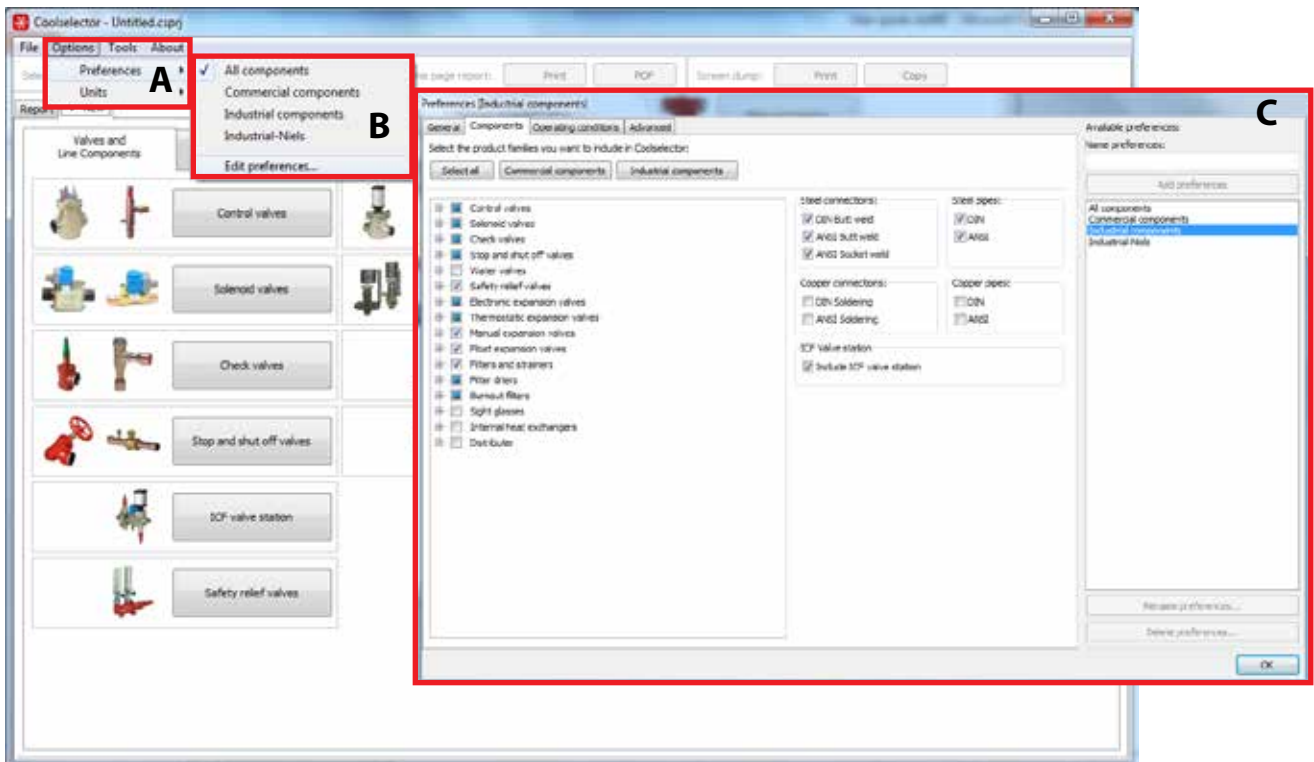 Coolselector - Untitled.csprj
File Options Tools About
Preferences
Units
A
All components
Commercial components
Industrial components
Industrial-Niels
Edit preferences...
B
page report: Print PDF Screen dump: Print Copy
Report
Valves and
Line Components
Control valves
Solenoid valves
Check valves
Stop and shut off valves
ICF valve station
Safety relief valves
Preferences [Industrial components]
C
General Components Operating conditions Advanced
Select the product families you want to include in Coolselector:
Select all Commercial components Industrial components
Control valves
Solenoid valves
Check valves
Stop and shut off valves
Water valves
Safety relief valves
Electronic expansion valves
Thermostatic expansion valves
Manual expansion valves
Float expansion valves
Filters and strainers
Filter driers
Burnout filters
Sight glasses
Internal heat exchangers
Distributer
Steel connections:
DIN Butt weld
ANSI Butt weld
ANSI Socket weld
Steel pipes:
DIN
ANSI
Copper connections:
DIN Soldering
ANSI Soldering
Copper pipes:
DIN
ANSI
ICF Valve station
Include ICF valve station
Available preferences:
Name preferences:
Add preferences
All components
Commercial components
Industrial components
Industrial-Niels
Rename preferences...
Delete preferences...
OK